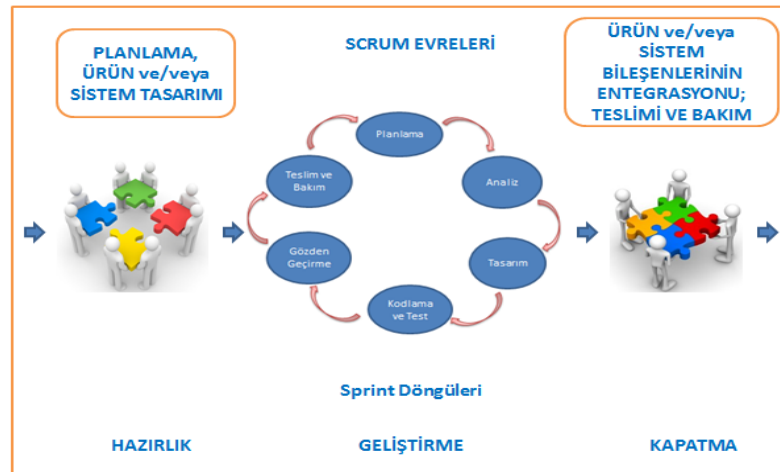 PLANLAMA,
ÜRÜN ve/veya
SİSTEM TASARIMI
SCRUM EVRELERİ
ÜRÜN ve/veya
SİSTEM
BİLEŞENLERİNİN
ENTEGRASYONU;
TESLİMİ VE BAKIM
Planlama
Analiz
Tasarım
Kodlama
ve Test
Gözden
Geçirme
Teslim ve
Bakım
Sprint Döngüleri
HAZIRLIK
GELİŞTİRME
KAPATMA